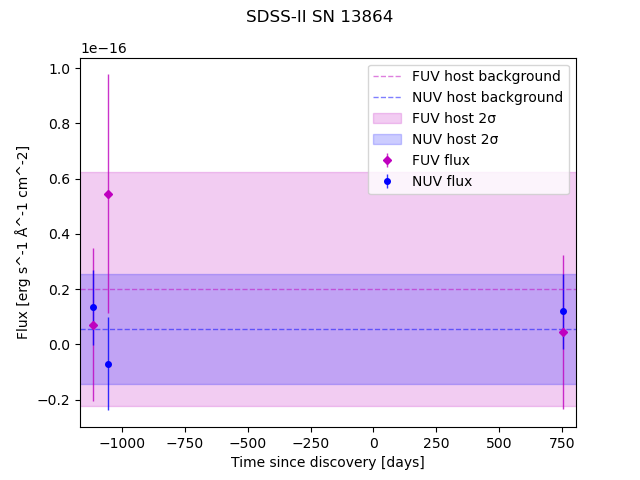 SDSS-II SN 13864
1e−16
1.0
0.8
0.6
0.4
0.2
0.0
−0.2
Flux [erg s^-1 Å^-1 cm^-2]
FUV host background
NUV host background
FUV host 2σ
NUV host 2σ
FUV flux
NUV flux
−1000 −750 −500 −250 0 250 500 750
Time since discovery [days]